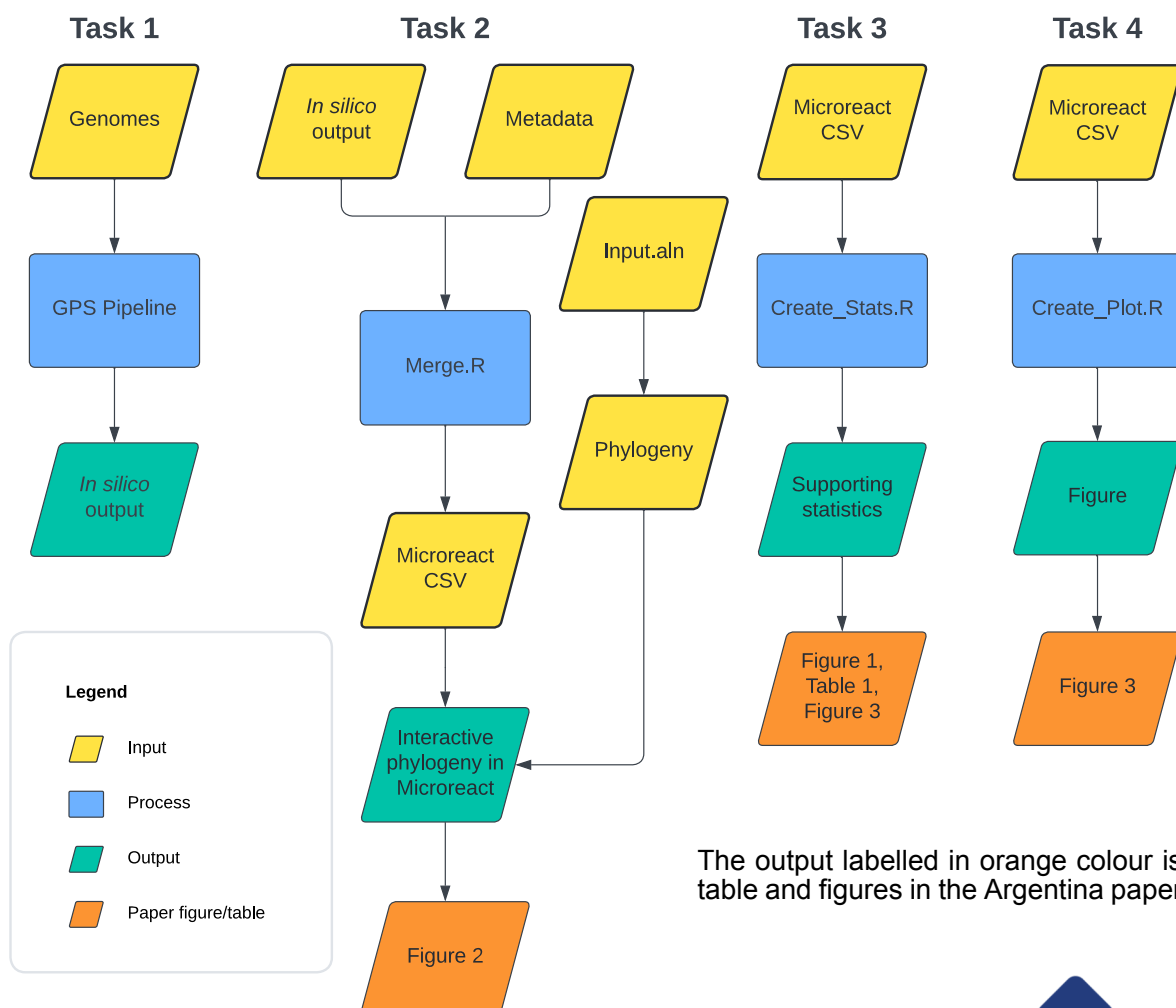 Task 1
Task 2
Task 3
Task 4
Genomes
GPS Pipeline
In silico
output
In silico
output
Metadata
Merge.R
Microreact
CSV
Input.aln
Phylogeny
Interactive
phylogeny in
Microreact
Figure 2
Microreact
CSV
Create_Stats.R
Supporting
statistics
Figure 1,
Table 1,
Figure 3
Microreact
CSV
Create_Plot.R
Figure
Figure 3
Legend
Input
Process
Output
Paper figure/table
The output labelled in orange colour is
table and figures in the Argentina paper